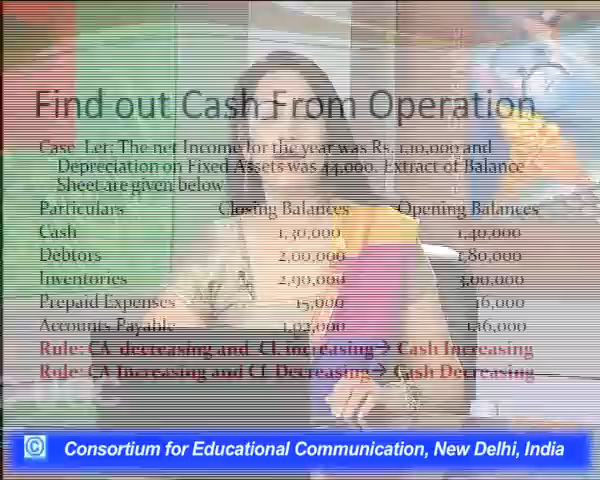 Find out Cash From Operation
Case Let: The net Income for the year was Rs. 1,10,000 and
Depreciation on Fixed Assets was 44,000. Extract of Balance
Sheet are given below
Particulars Closing Balances Opening Balances
Cash 1,30,000 1,40,000
Debtors 2,00,000 1,80,000
Inventories 2,90,000 3,00,000
Prepaid Expenses 15,000 16,000
Accounts Payable 1,02,000 1,16,000
Rule: CA decreasing and CL increasing→ Cash Increasing
Rule: CA Increasing and CL Decreasing→ Cash Decreasing
© Consortium for Educational Communication, New Delhi, India